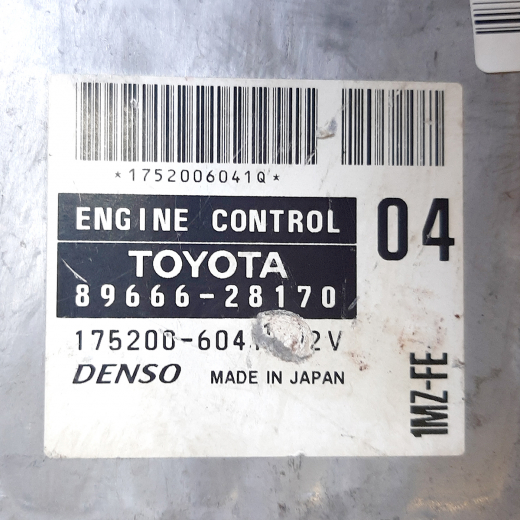 *1752006041Q*
ENGINE CONTROL
04
TOYOTA
89666-28170
175200-604 2V
DENSO MADE IN JAPAN
1MZ-FE